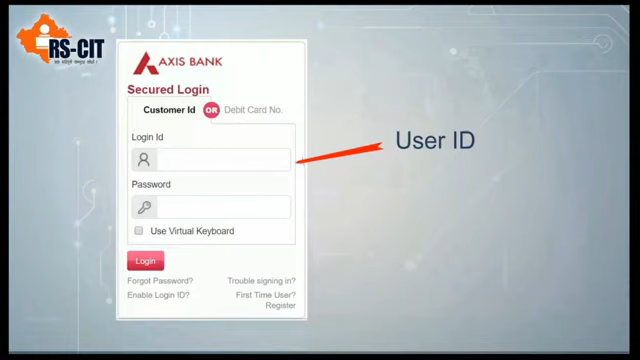 RS-CIT
AXIS BANK
Secured Login
Customer Id OR Debit Card No.
Login Id
User ID
Password
Use Virtual Keyboard
Login
Forgot Password? Trouble signing in?
Enable Login ID? First Time User?
Register